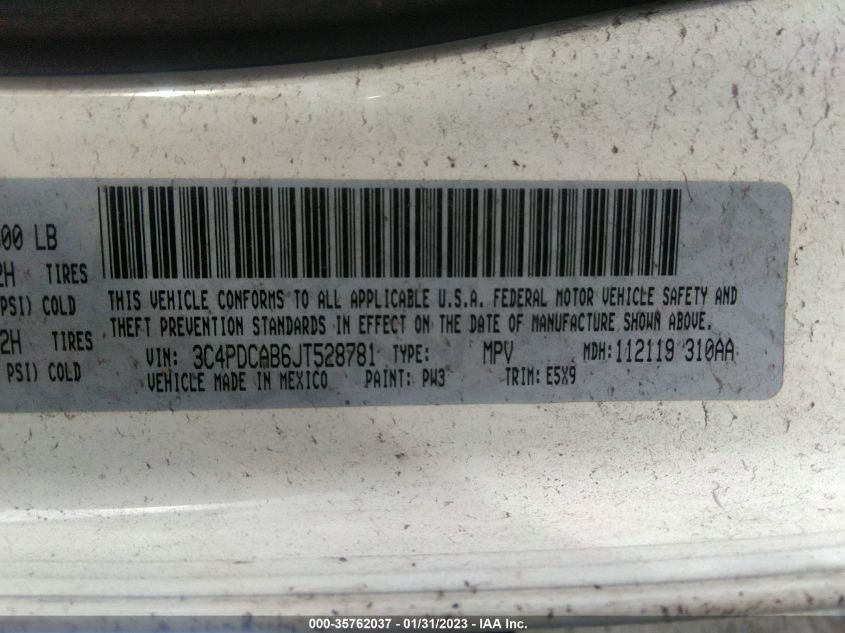 00 LB
2H TIRES
PSI) COLD
2H TIRES
PSI) COLD
THIS VEHICLE CONFORMS TO ALL APPLICABLE U.S.A. FEDERAL MOTOR VEHICLE SAFETY AND
THEFT PREVENTION STANDARDS IN EFFECT ON THE DATE OF MANUFACTURE SHOWN ABOVE.
VIN: 3C4PDCAB6JT528781 TYPE: MPV MDH: 112119 310AA
VEHICLE MADE IN MEXICO PAINT: PW3 TRIM: E5X9
000-35762037 - 01/31/2023 - IAA Inc.